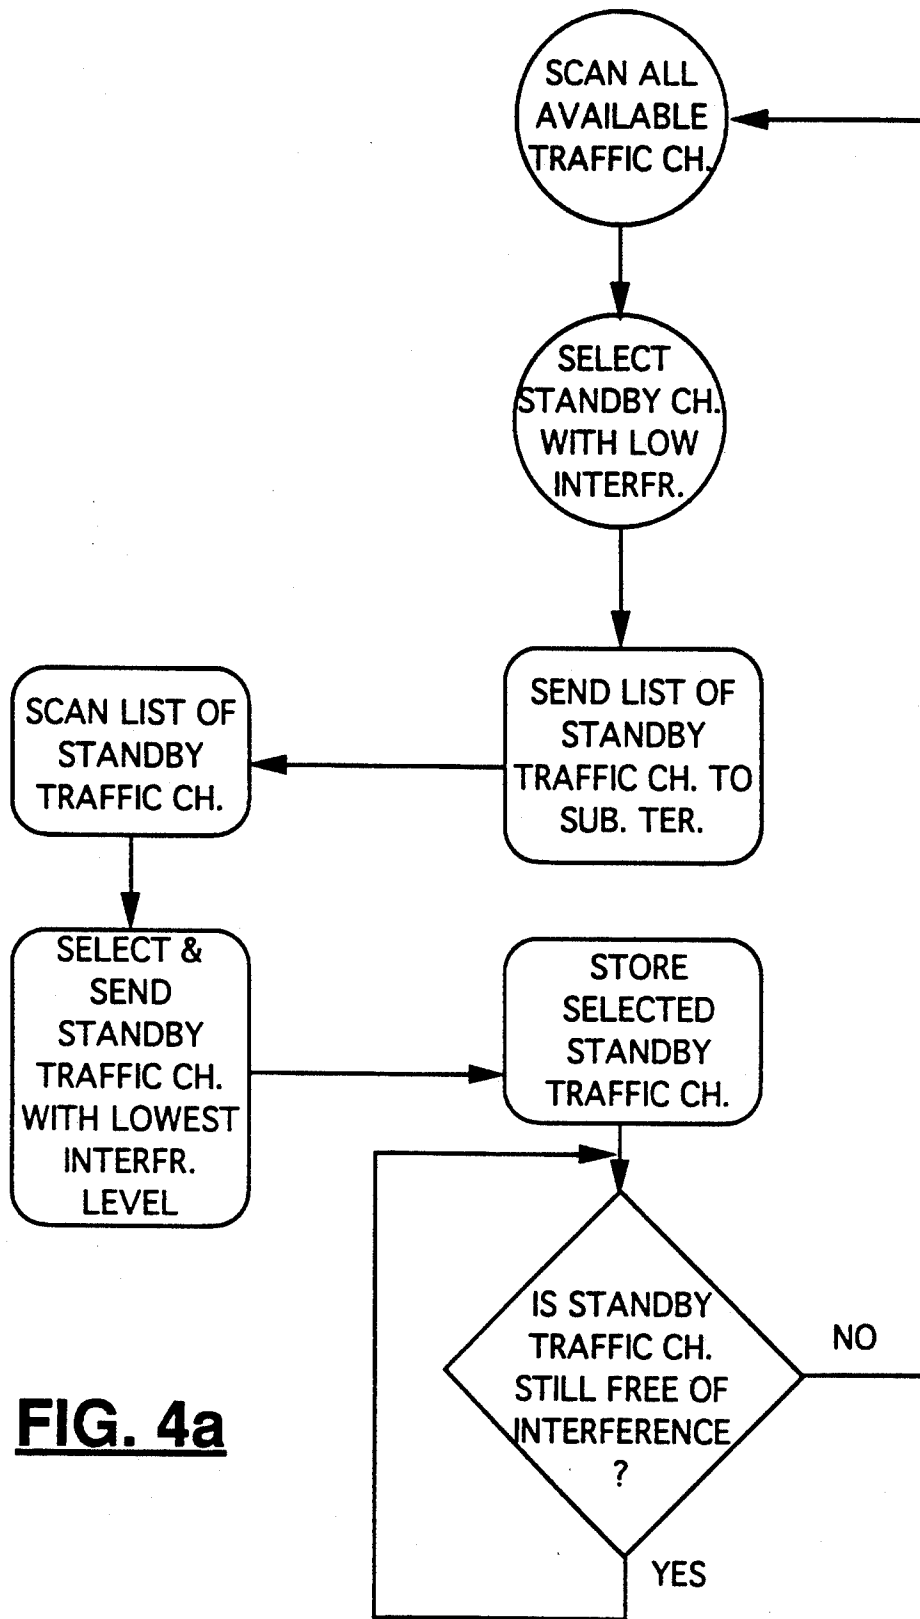 SCAN ALL
AVAILABLE
TRAFFIC CH.
SELECT
STANDBY CH.
WITH LOW
INTERFR.
SEND LIST OF
STANDBY
TRAFFIC CH. TO
SUB. TER.
SCAN LIST OF
STANDBY
TRAFFIC CH.
SELECT &
SEND
STANDBY
TRAFFIC CH.
WITH LOWEST
INTERFR.
LEVEL
STORE
SELECTED
STANDBY
TRAFFIC CH.
IS STANDBY
TRAFFIC CH.
STILL FREE OF
INTERFERENCE
?
NO
YES
FIG. 4a